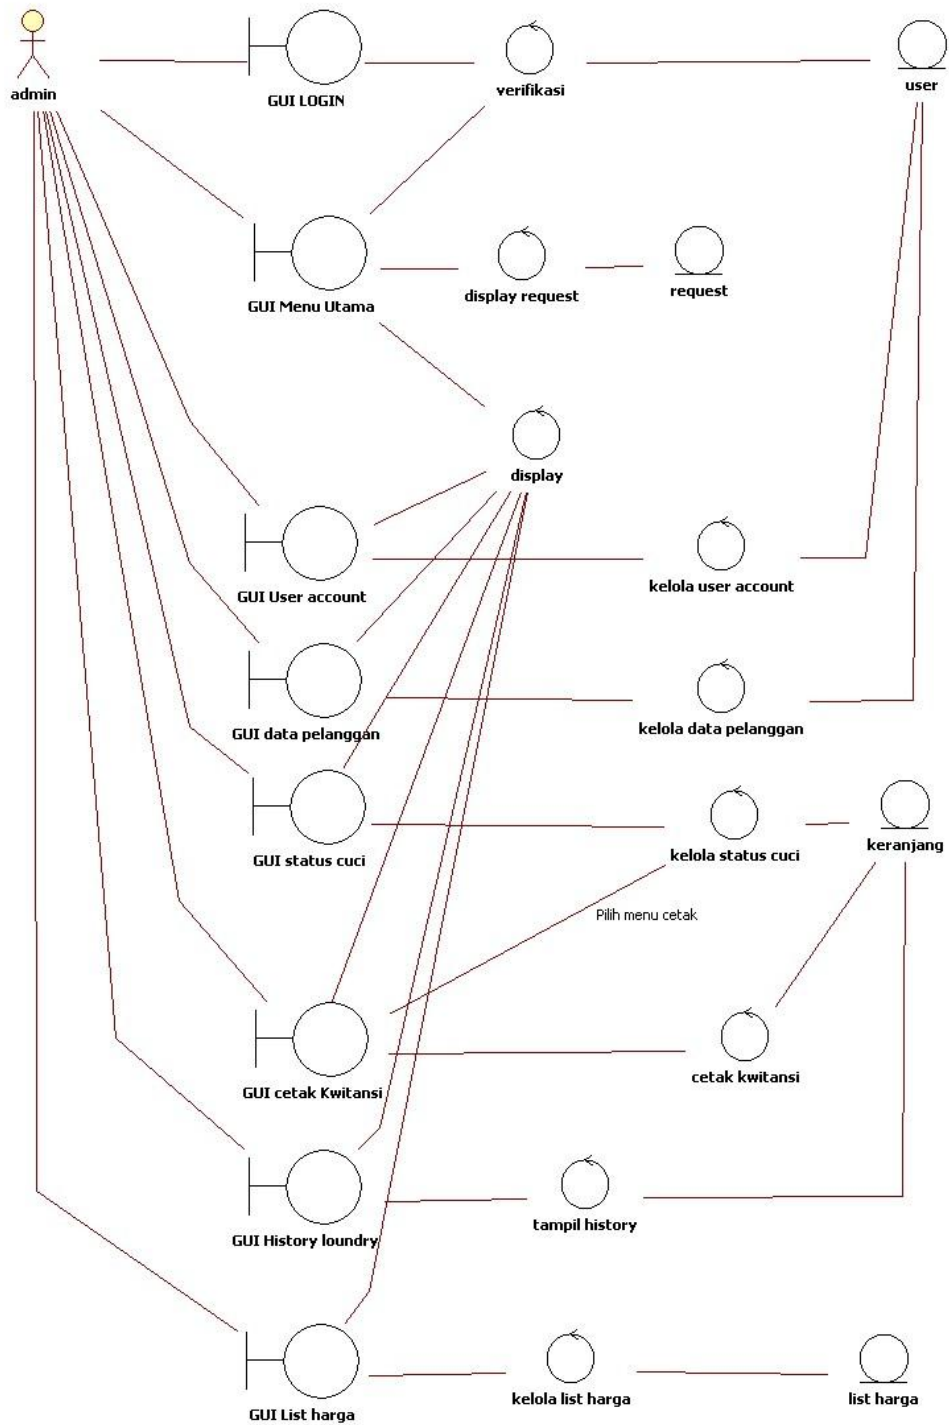 admin
GUI LOGIN
verifikasi
user
GUI Menu Utama
display request
request
display
GUI User account
kelola user account
GUI data pelanggan
kelola data pelanggan
GUI status cuci
kelola status cuci
keranjang
Pilih menu cetak
GUI cetak Kwitansi
cetak kwitansi
GUI History loundry
tampil history
GUI List harga
kelola list harga
list harga